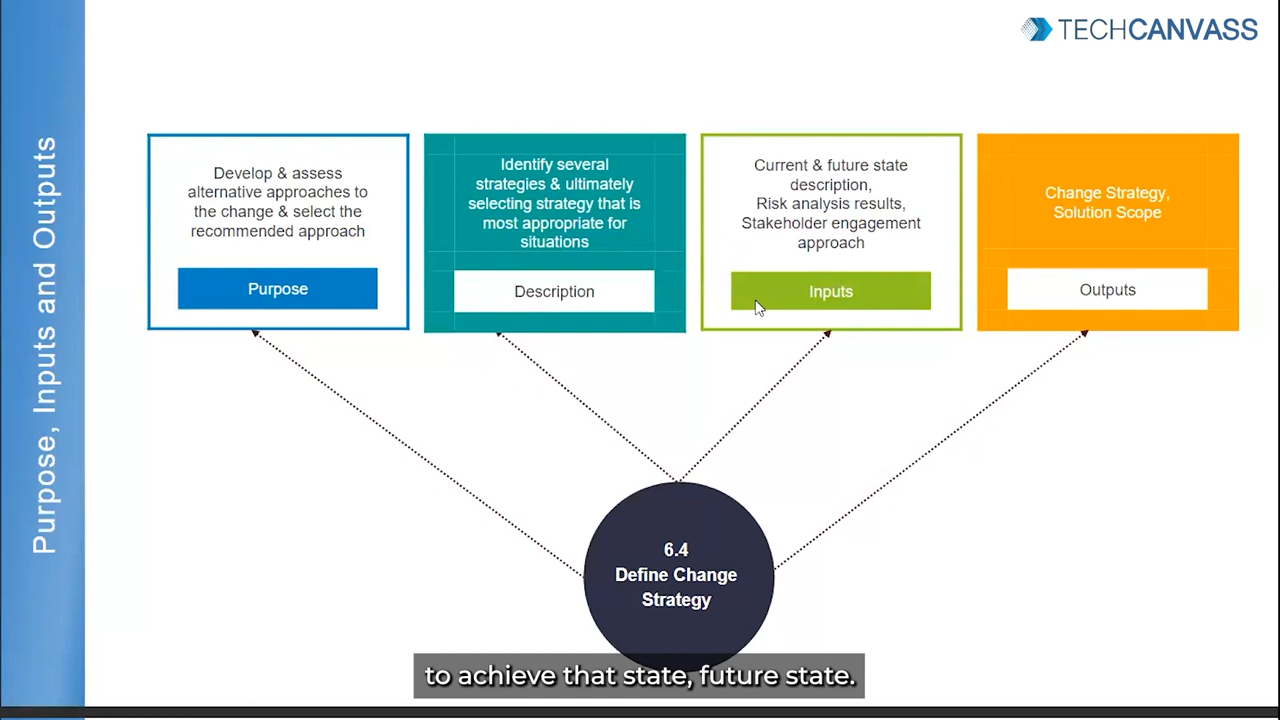 TECHCANVASS
Purpose, Inputs and Outputs
Develop & assess
alternative approaches to
the change & select the
recommended approach
Purpose
Identify several
strategies & ultimately
selecting strategy that is
most appropriate for
situations
Description
Current & future state
description,
Risk analysis results,
Stakeholder engagement
approach
Inputs
Change Strategy,
Solution Scope
Outputs
6.4
Define Change
Strategy
to achieve that state, future state.